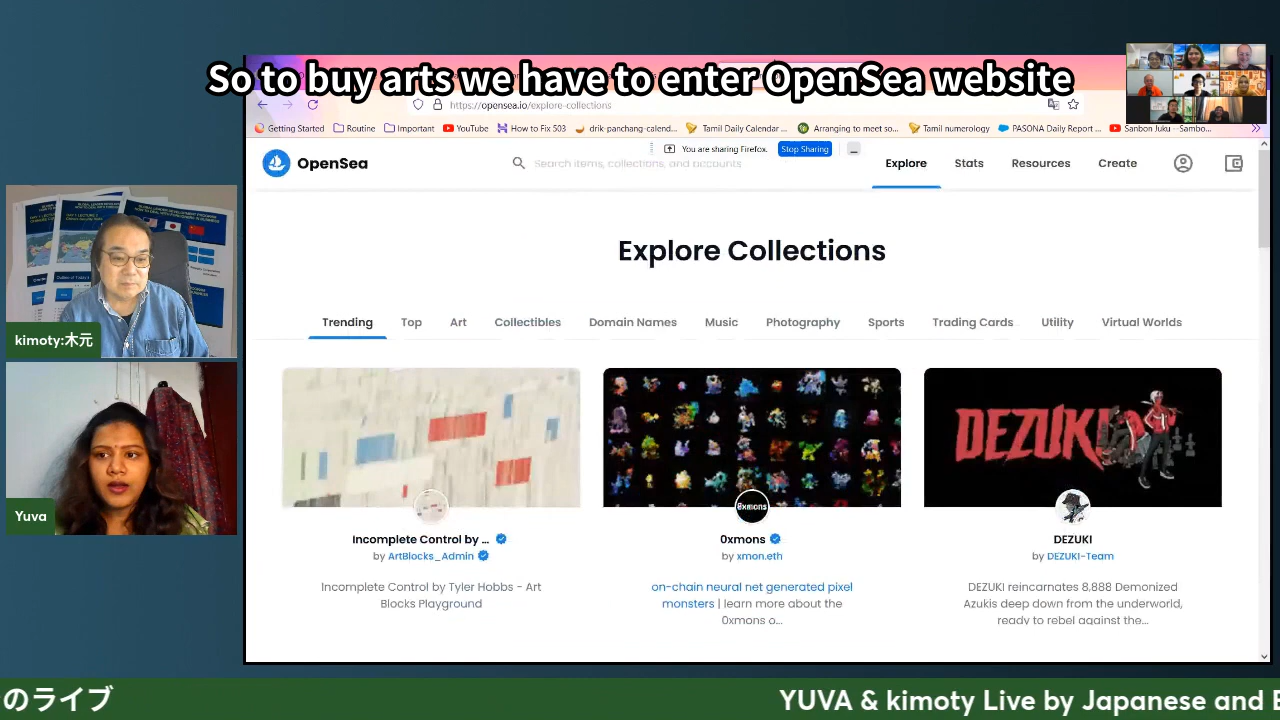 So to buy arts we have to enter OpenSea website
https://opensea.io/explore-collections
Getting Started Routine Important YouTube How to Fix 503 drik-panchang-calend... Tamil Daily Calendar ... Arranging to meet so... Tamil numerology PASONA Daily Report ... Sanbon Juku -- Sambo...
You are sharing Firefox. Stop Sharing
OpenSea
Search items, collections, and accounts
Explore Stats Resources Create
Explore Collections
Trending Top Art Collectibles Domain Names Music Photography Sports Trading Cards Utility Virtual Worlds
DEZUKI
0xmons
Incomplete Control by ...
by ArtBlocks_Admin
Incomplete Control by Tyler Hobbs - Art
Blocks Playground
0xmons
by xmon.eth
on-chain neural net generated pixel
monsters | learn more about the
0xmons o...
DEZUKI
by DEZUKI-Team
DEZUKI reincarnates 8,888 Demonized
Azukis deep down from the underworld,
ready to rebel against the...
kimoty:木元
Yuva
のライブ
YUVA & kimoty Live by Japanese and E